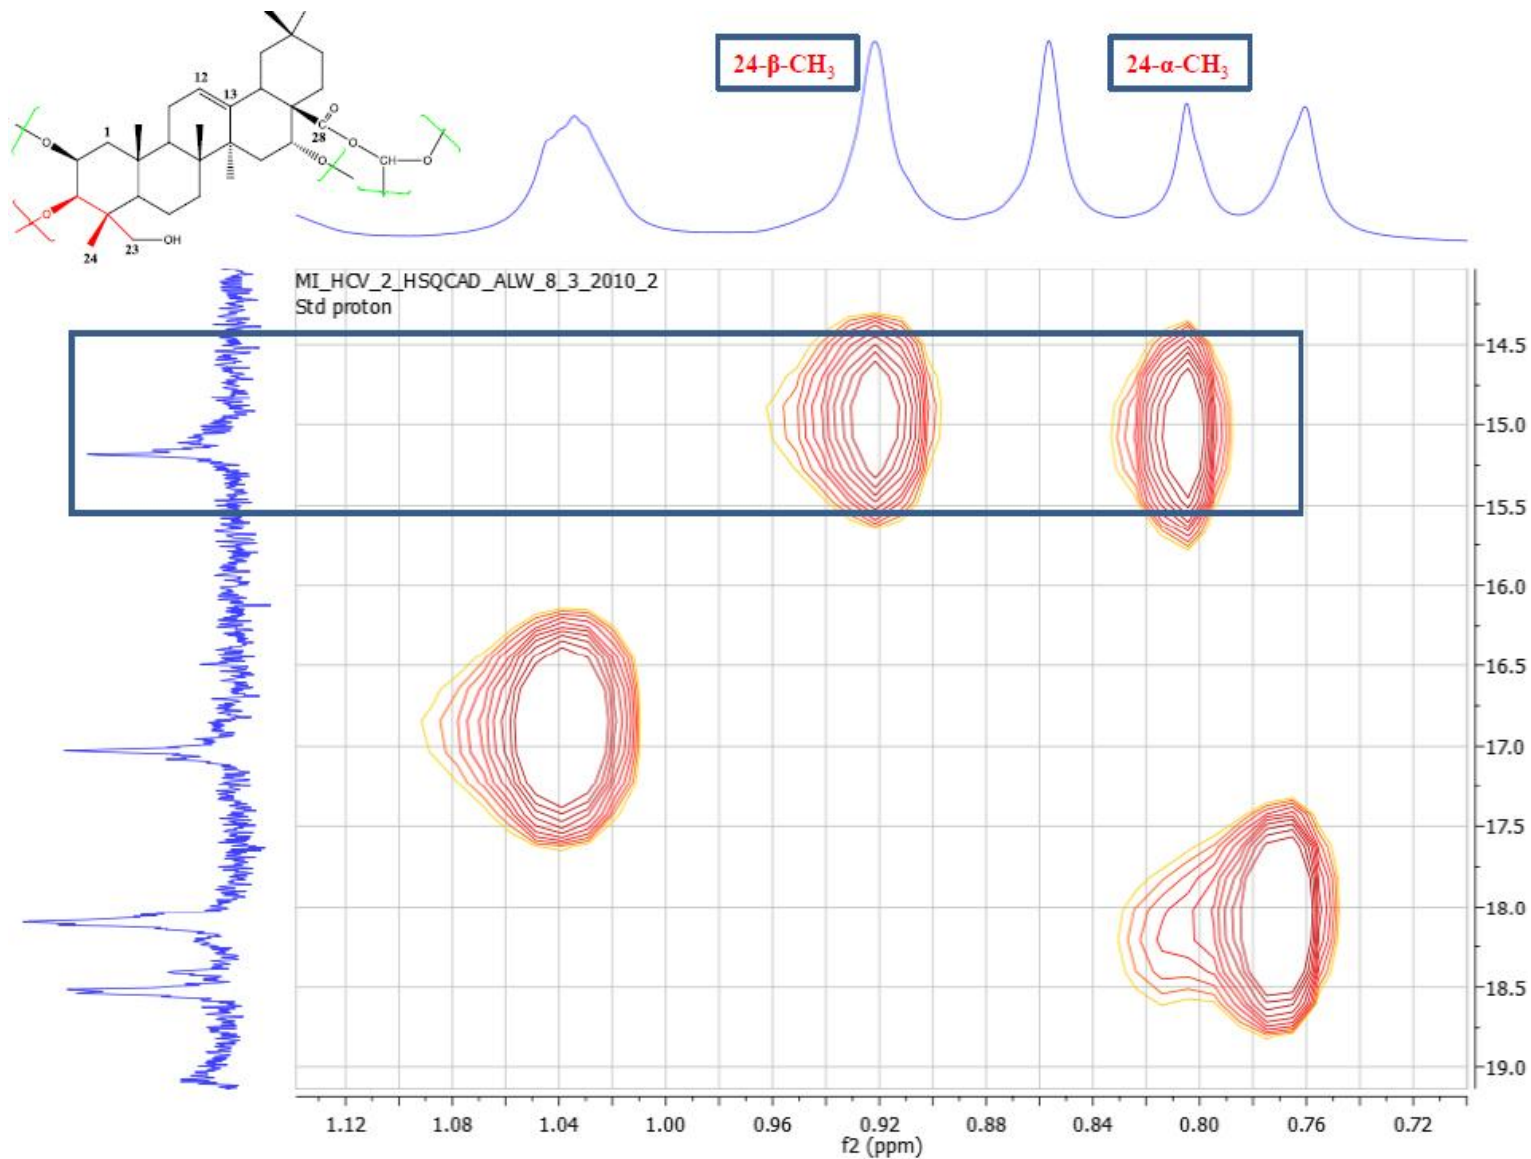 24-β-CH₃
24-α-CH₃
12
13
O
1
28
O
O
CH
O
O
O
23
OH
24
MI_HCV_2_HSQCAD_ALW_8_3_2010_2
Std proton
14.5
15.0
15.5
16.0
16.5
17.0
17.5
18.0
18.5
19.0
1.12 1.08 1.04 1.00 0.96 0.92 0.88 0.84 0.80 0.76 0.72
f2 (ppm)